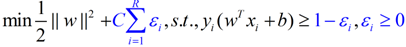 min 1/2 || w ||² + C ∑_{i=1}^{R} ε_i, s.t., y_i(w^T x_i + b) ≥ 1 − ε_i, ε_i ≥ 0